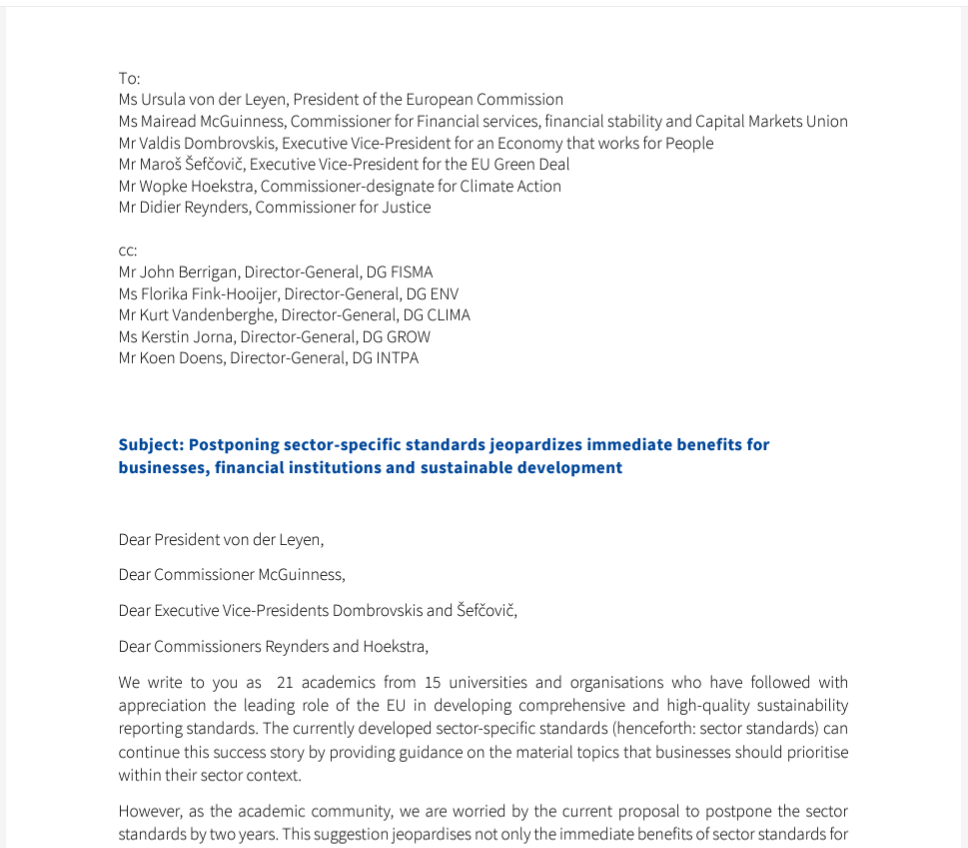 To:
Ms Ursula von der Leyen, President of the European Commission
Ms Mairead McGuinness, Commissioner for Financial services, financial stability and Capital Markets Union
Mr Valdis Dombrovskis, Executive Vice-President for an Economy that works for People
Mr Maroš Šefčovič, Executive Vice-President for the EU Green Deal
Mr Wopke Hoekstra, Commissioner-designate for Climate Action
Mr Didier Reynders, Commissioner for Justice
cc:
Mr John Berrigan, Director-General, DG FISMA
Ms Florika Fink-Hooijer, Director-General, DG ENV
Mr Kurt Vandenberghe, Director-General, DG CLIMA
Ms Kerstin Jorna, Director-General, DG GROW
Mr Koen Doens, Director-General, DG INTPA
Subject: Postponing sector-specific standards jeopardizes immediate benefits for
businesses, financial institutions and sustainable development
Dear President von der Leyen,
Dear Commissioner McGuinness,
Dear Executive Vice-Presidents Dombrovskis and Šefčovič,
Dear Commissioners Reynders and Hoekstra,
We write to you as 21 academics from 15 universities and organisations who have followed with
appreciation the leading role of the EU in developing comprehensive and high-quality sustainability
reporting standards. The currently developed sector-specific standards (henceforth: sector standards) can
continue this success story by providing guidance on the material topics that businesses should prioritise
within their sector context.
However, as the academic community, we are worried by the current proposal to postpone the sector
standards by two years. This suggestion jeopardises not only the immediate benefits of sector standards for